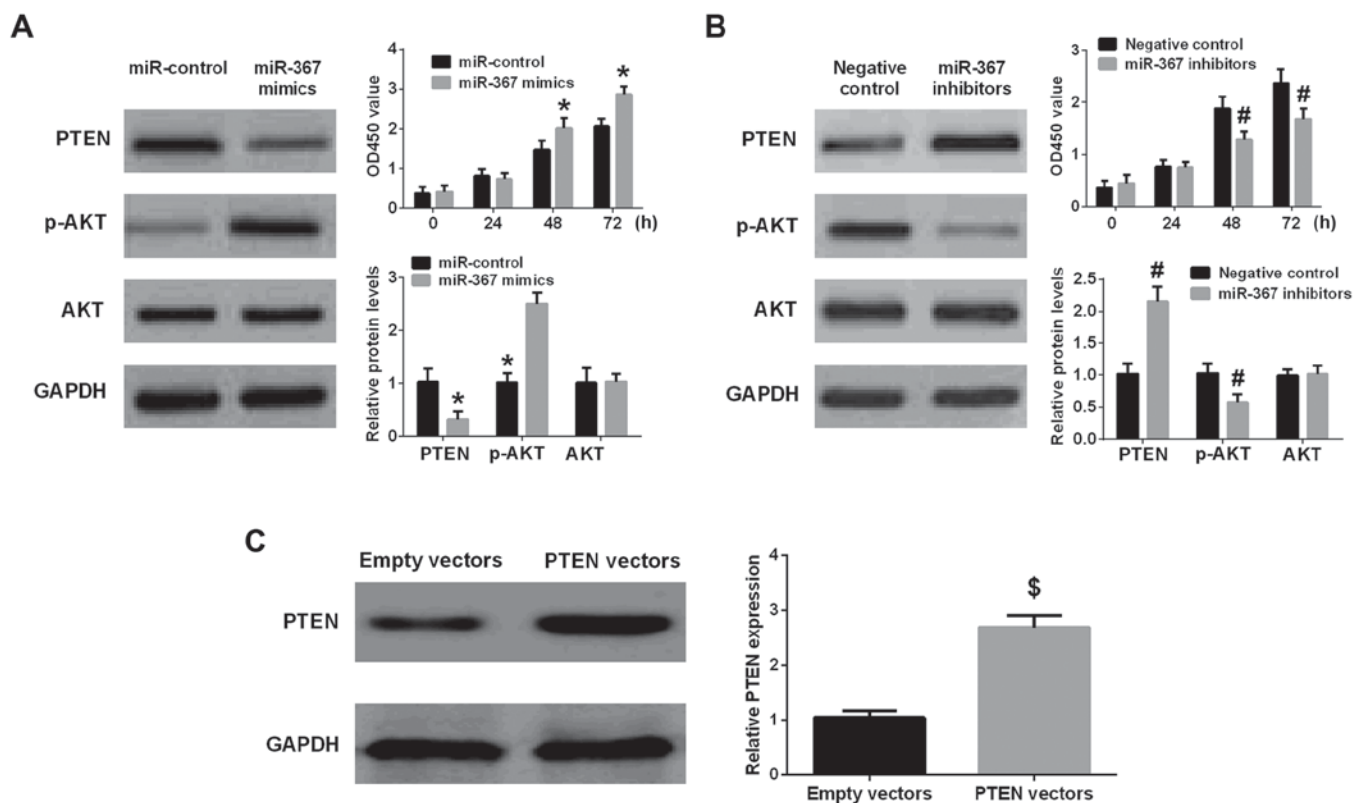 A
miR-control
miR-367
mimics
PTEN
p-AKT
AKT
GAPDH
OD450 value
4
3
2
1
0
miR-control
miR-367 mimics
*
*
0 24 48 72 (h)
Relative protein levels
3
2
1
0
miR-control
miR-367 mimics
*
*
PTEN p-AKT AKT
B
Negative
control
miR-367
inhibitors
PTEN
p-AKT
AKT
GAPDH
OD450 value
3
2
1
0
Negative control
miR-367 inhibitors
#
#
0 24 48 72 (h)
Relative protein levels
2.5
2.0
1.5
1.0
0.5
0.0
Negative control
miR-367 inhibitors
#
#
PTEN p-AKT AKT
C
Empty vectors PTEN vectors
PTEN
GAPDH
Relative PTEN expression
4
3
2
1
0
$
Empty vectors PTEN vectors